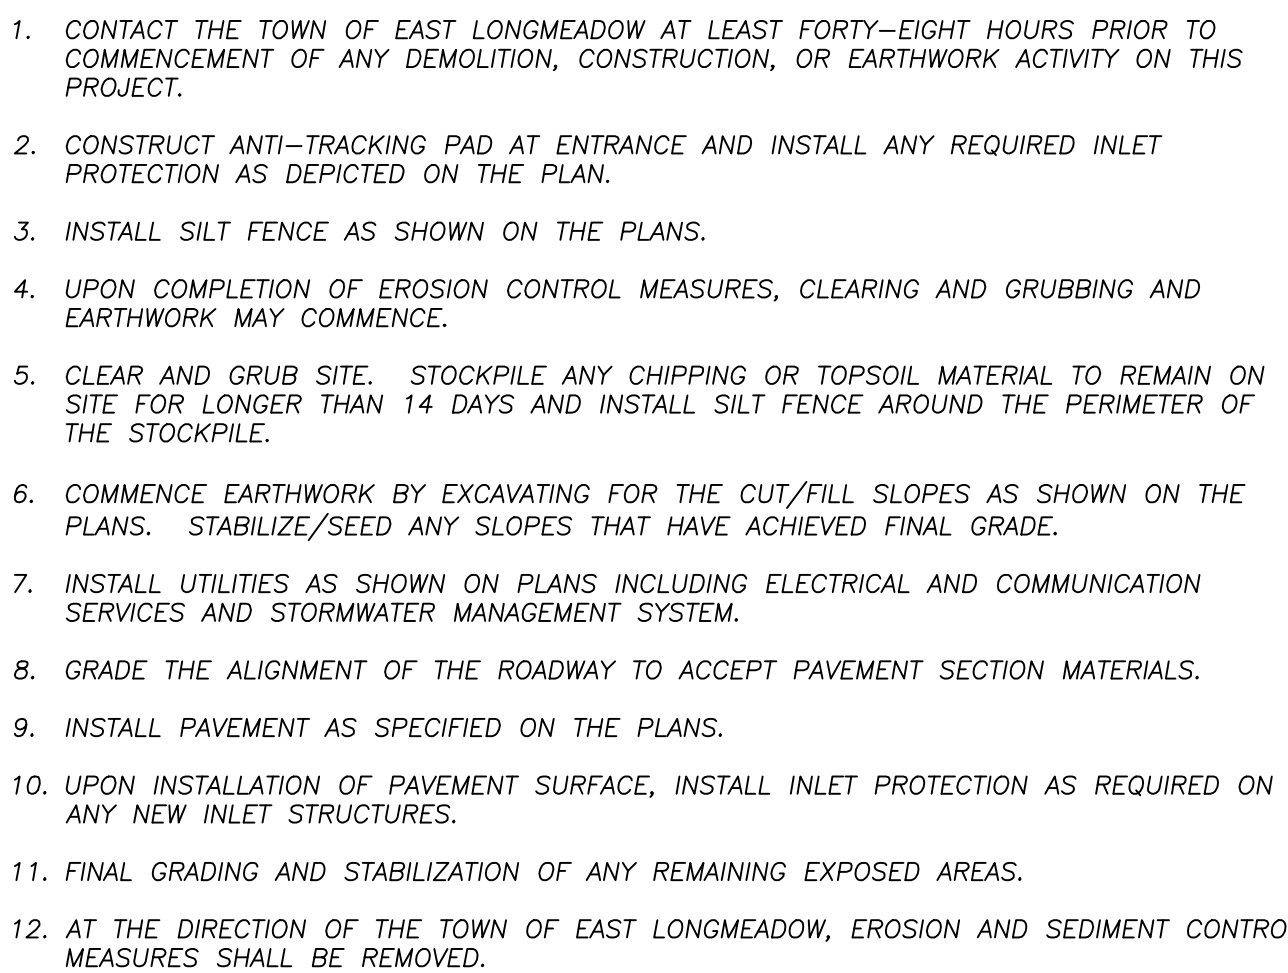 1. CONTACT THE TOWN OF EAST LONGMEADOW AT LEAST FORTY-EIGHT HOURS PRIOR TO
COMMENCEMENT OF ANY DEMOLITION, CONSTRUCTION, OR EARTHWORK ACTIVITY ON THIS
PROJECT.
2. CONSTRUCT ANTI-TRACKING PAD AT ENTRANCE AND INSTALL ANY REQUIRED INLET
PROTECTION AS DEPICTED ON THE PLAN.
3. INSTALL SILT FENCE AS SHOWN ON THE PLANS.
4. UPON COMPLETION OF EROSION CONTROL MEASURES, CLEARING AND GRUBBING AND
EARTHWORK MAY COMMENCE.
5. CLEAR AND GRUB SITE. STOCKPILE ANY CHIPPING OR TOPSOIL MATERIAL TO REMAIN ON
SITE FOR LONGER THAN 14 DAYS AND INSTALL SILT FENCE AROUND THE PERIMETER OF
THE STOCKPILE.
6. COMMENCE EARTHWORK BY EXCAVATING FOR THE CUT/FILL SLOPES AS SHOWN ON THE
PLANS. STABILIZE/SEED ANY SLOPES THAT HAVE ACHIEVED FINAL GRADE.
7. INSTALL UTILITIES AS SHOWN ON PLANS INCLUDING ELECTRICAL AND COMMUNICATION
SERVICES AND STORMWATER MANAGEMENT SYSTEM.
8. GRADE THE ALIGNMENT OF THE ROADWAY TO ACCEPT PAVEMENT SECTION MATERIALS.
9. INSTALL PAVEMENT AS SPECIFIED ON THE PLANS.
10. UPON INSTALLATION OF PAVEMENT SURFACE, INSTALL INLET PROTECTION AS REQUIRED ON
ANY NEW INLET STRUCTURES.
11. FINAL GRADING AND STABILIZATION OF ANY REMAINING EXPOSED AREAS.
12. AT THE DIRECTION OF THE TOWN OF EAST LONGMEADOW, EROSION AND SEDIMENT CONTRO
MEASURES SHALL BE REMOVED.